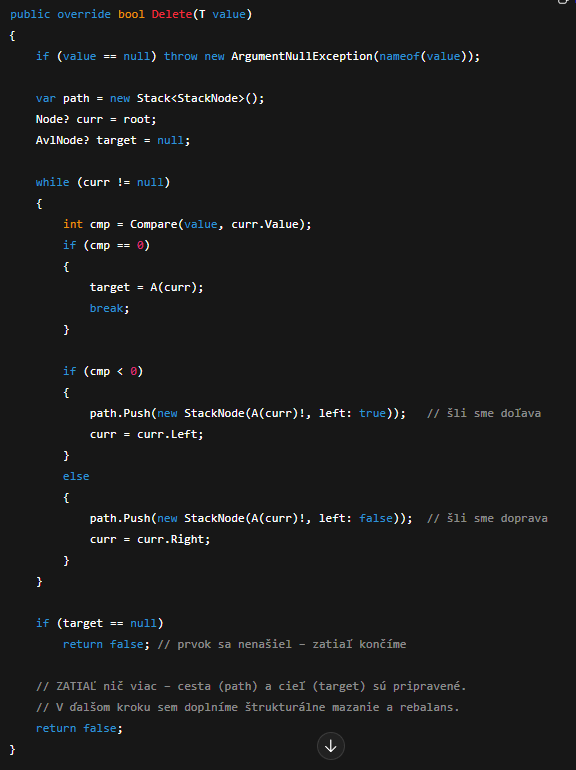 public override bool Delete(T value)
{
    if (value == null) throw new ArgumentNullException(nameof(value));

    var path = new Stack<StackNode>();
    Node? curr = root;
    AvlNode? target = null;

    while (curr != null)
    {
        int cmp = Compare(value, curr.Value);
        if (cmp == 0)
        {
            target = A(curr);
            break;
        }

        if (cmp < 0)
        {
            path.Push(new StackNode(A(curr)!, left: true));   // šli sme doľava
            curr = curr.Left;
        }
        else
        {
            path.Push(new StackNode(A(curr)!, left: false));  // šli sme doprava
            curr = curr.Right;
        }
    }

    if (target == null)
        return false; // prvok sa nenašiel – zatiaľ končíme

    // ZATIAĽ nič viac – cesta (path) a cieľ (target) sú pripravené.
    // V ďalšom kroku sem doplníme štrukturálne mazanie a rebalans.
    return false;
}